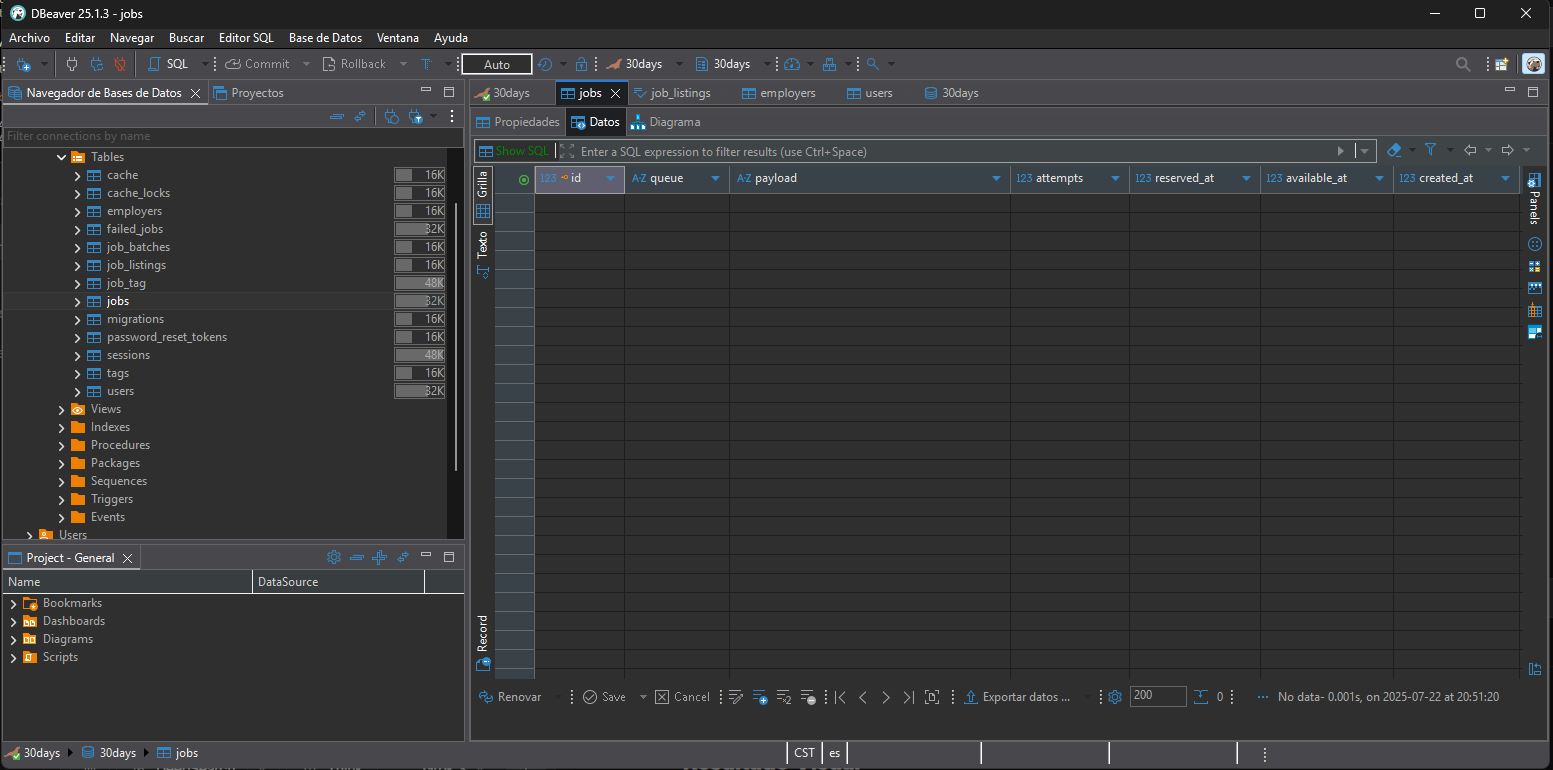 DBeaver 25.1.3 - jobs
Archivo Editar Navegar Buscar Editor SQL Base de Datos Ventana Ayuda
SQL Commit Rollback T Auto 30days 30days
Navegador de Bases de Datos Proyectos
Filter connections by name
Tables
cache 16K
cache_locks 16K
employers 16K
failed_jobs 32K
job_batches 16K
job_listings 16K
job_tag 48K
jobs 32K
migrations 16K
password_reset_tokens 16K
sessions 48K
tags 16K
users 32K
Views
Indexes
Procedures
Packages
Sequences
Triggers
Events
Users
Project - General
Name DataSource
Bookmarks
Dashboards
Diagrams
Scripts
30days jobs job_listings employers users 30days
Propiedades Datos Diagrama
Show SQL Enter a SQL expression to filter results (use Ctrl+Space)
Grilla
Texto
Record
123 id A-Z queue A-Z payload 123 attempts 123 reserved_at 123 available_at 123 created_at
Panels
Renovar Save Cancel Exportar datos ... 200 0 No data- 0.001s, on 2025-07-22 at 20:51:20
30days 30days jobs CST es